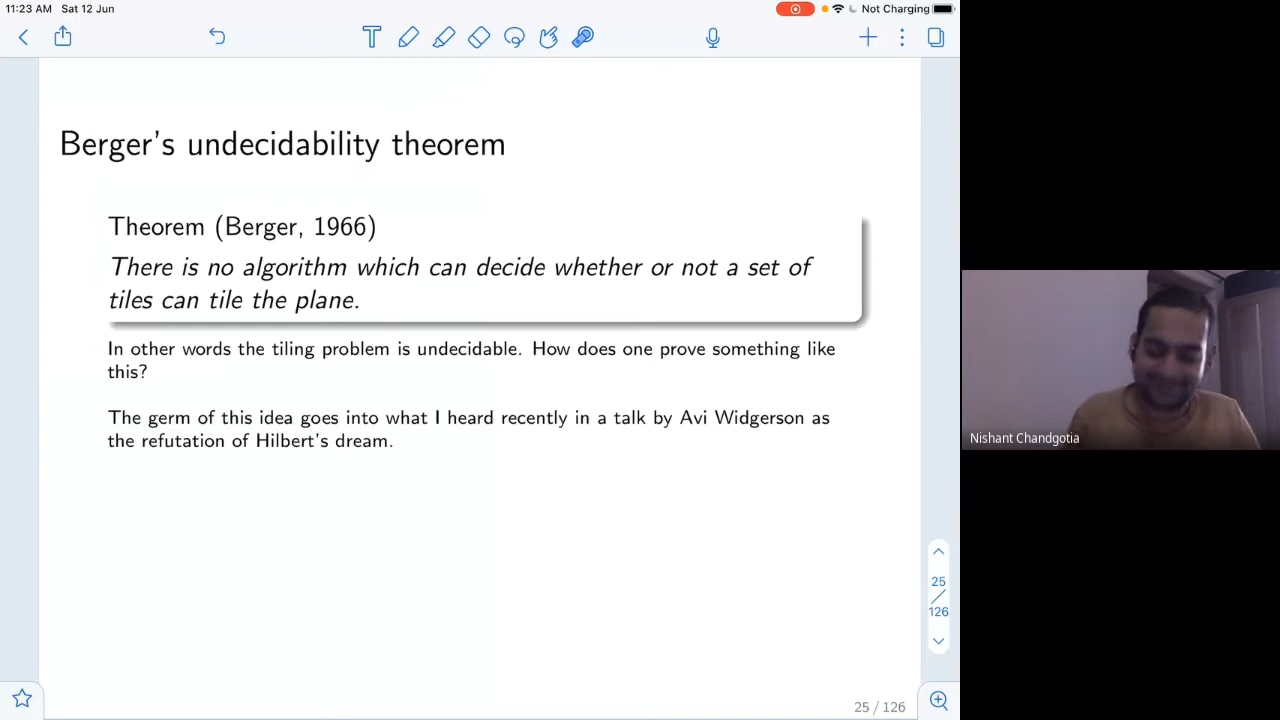 11:23 AM Sat 12 Jun
Not Charging
T
Berger's undecidability theorem
Theorem (Berger, 1966)
There is no algorithm which can decide whether or not a set of
tiles can tile the plane.
In other words the tiling problem is undecidable. How does one prove something like
this?
The germ of this idea goes into what I heard recently in a talk by Avi Widgerson as
the refutation of Hilbert's dream.
Nishant Chandgotia
25
126
25 / 126